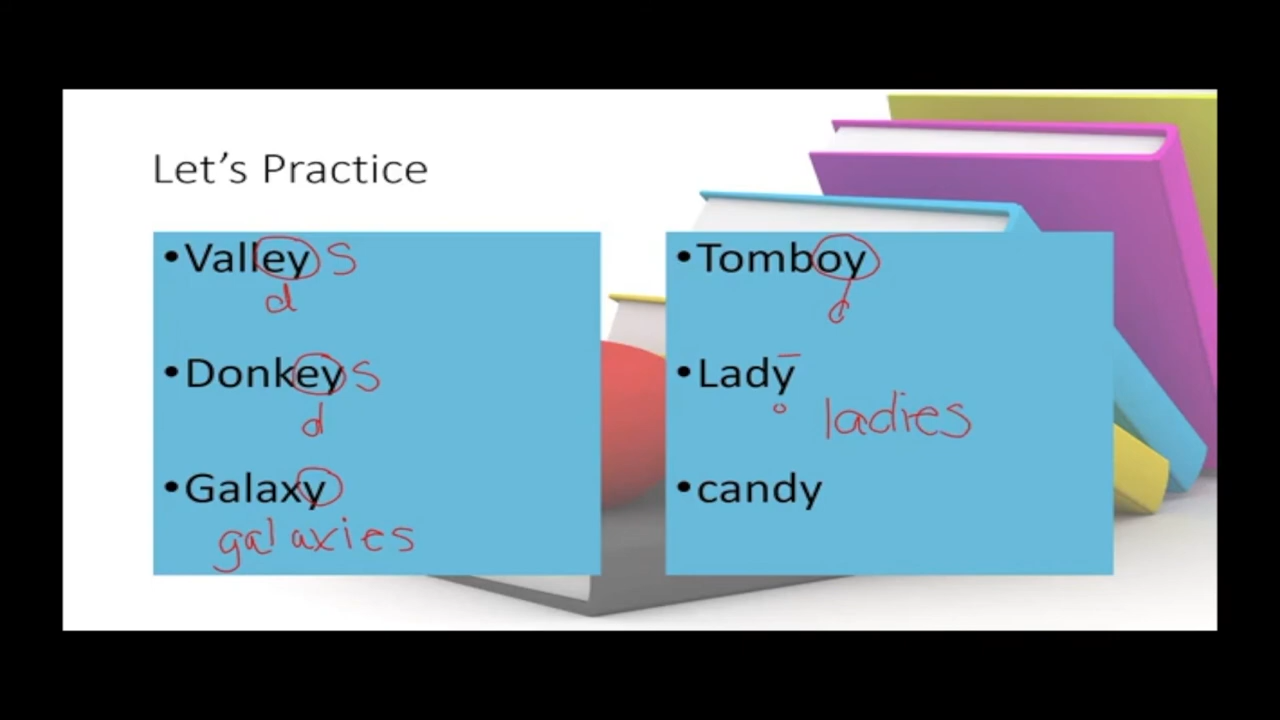 Let's Practice
•Valley s
d
•Donkey s
d
•Galaxy
galaxies
•Tomboy
d
•Lady
ladies
•candy